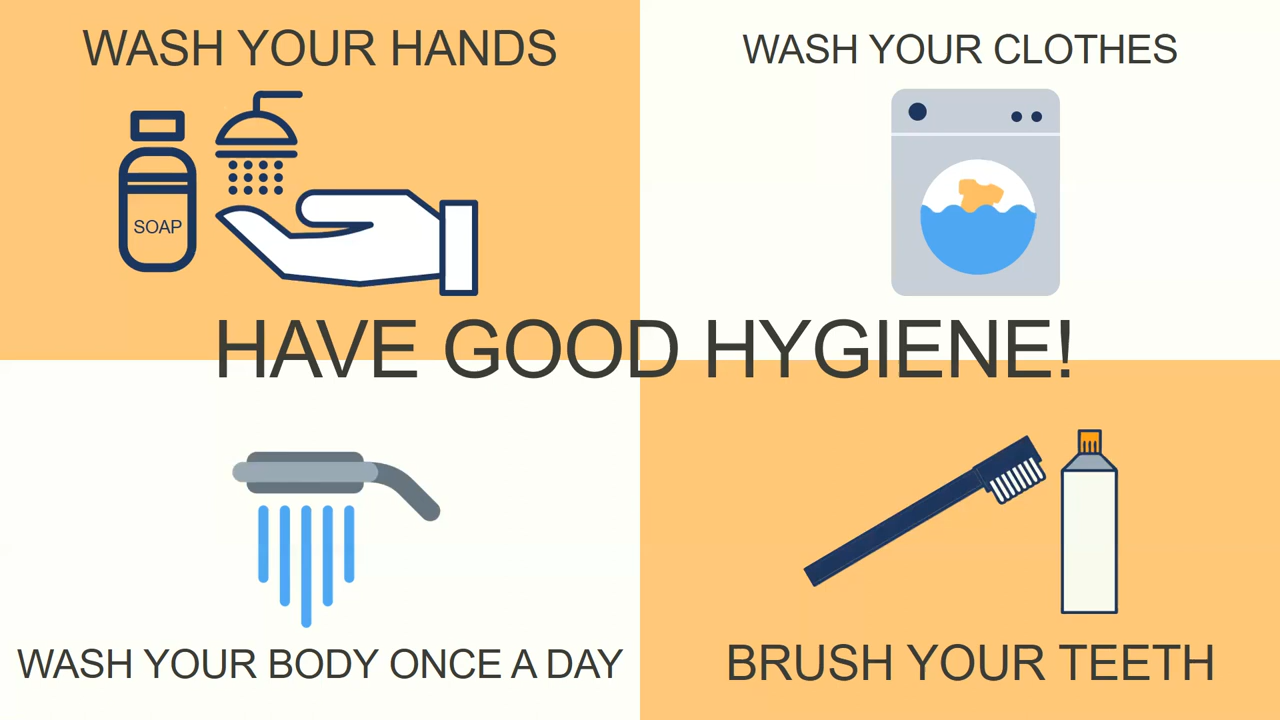 WASH YOUR HANDS
WASH YOUR CLOTHES
SOAP
HAVE GOOD HYGIENE!
WASH YOUR BODY ONCE A DAY
BRUSH YOUR TEETH